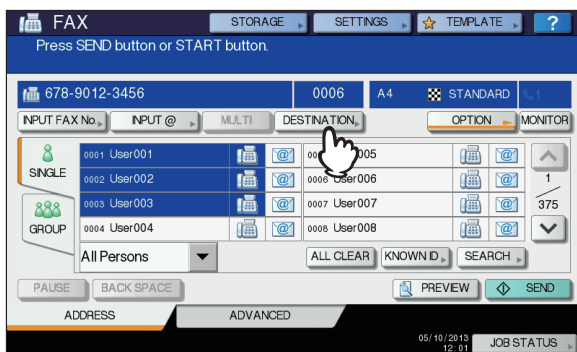 FAX STORAGE SETTINGS TEMPLATE ?
Press SEND button or START button.
678-9012-3456 0006 A4 STANDARD 1
INPUT FAX No. INPUT @ MULTI DESTINATION OPTION MONITOR
SINGLE
GROUP
0001 User001 @
0002 User002 @
0003 User003 @
0004 User004 @
5 @
0006 User006 @
0007 User007 @
0008 User008 @
1
375
All Persons ALL CLEAR KNOWN ID SEARCH
PAUSE BACK SPACE PREVIEW SEND
ADDRESS ADVANCED
05/10/2013
12:01 JOB STATUS